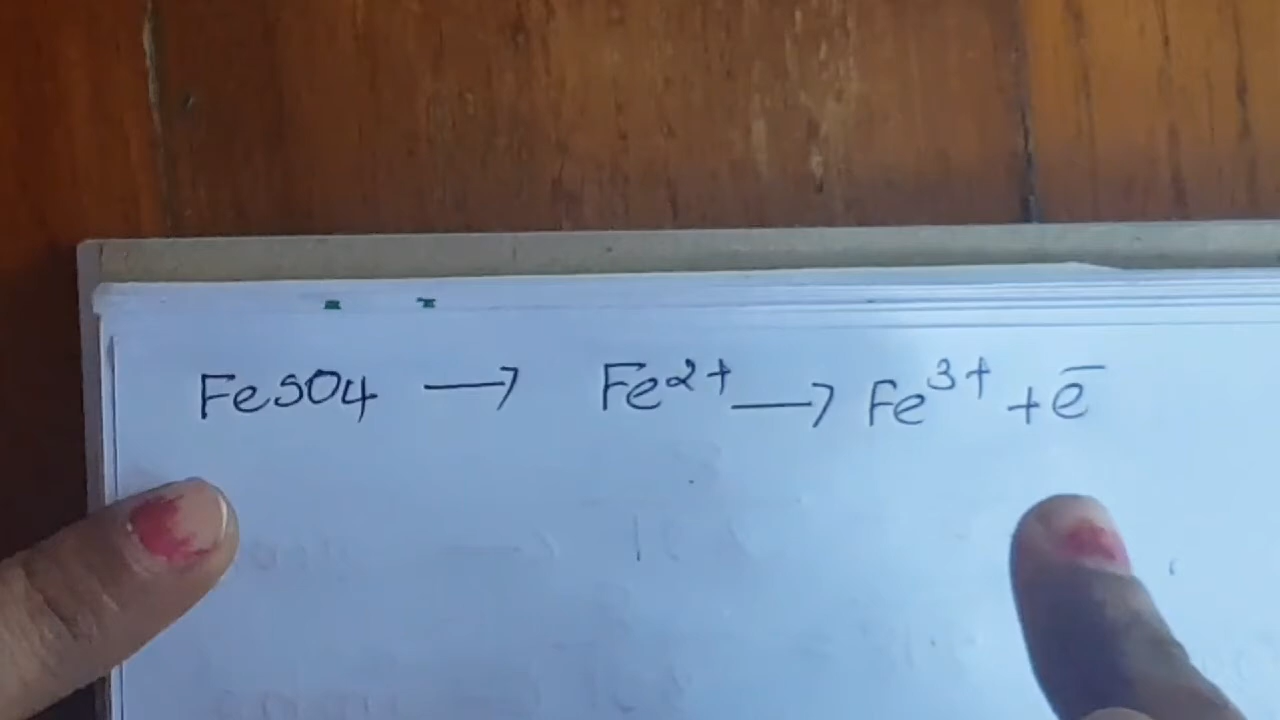 FeSO4 → Fe²⁺ → Fe³⁺ + e⁻